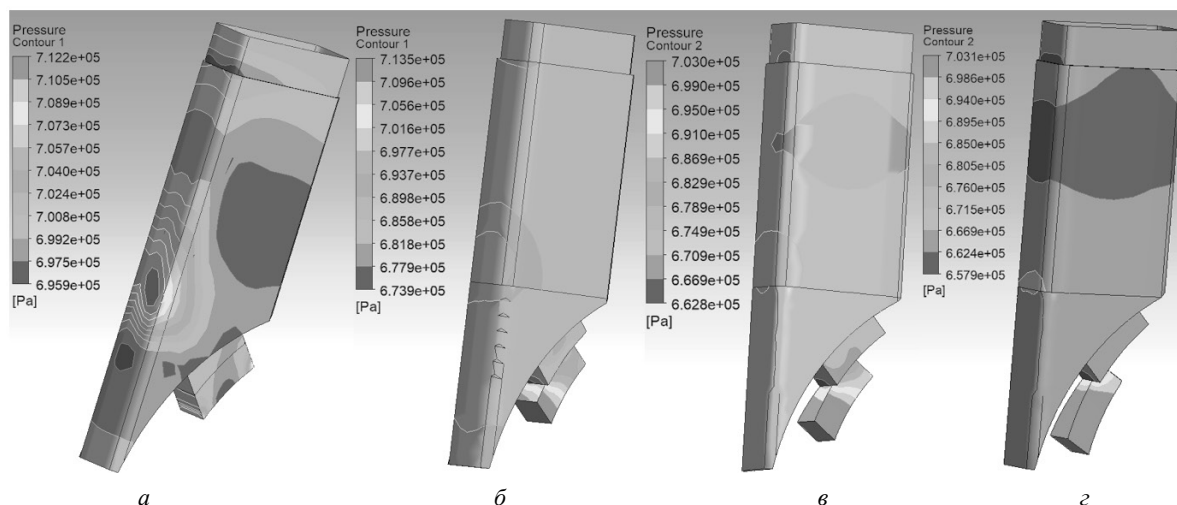 Pressure
Contour 1
7.122e+05
7.105e+05
7.089e+05
7.073e+05
7.057e+05
7.040e+05
7.024e+05
7.008e+05
6.992e+05
6.975e+05
6.959e+05
[Pa]
Pressure
Contour 1
7.135e+05
7.096e+05
7.056e+05
7.016e+05
6.977e+05
6.937e+05
6.898e+05
6.858e+05
6.818e+05
6.779e+05
6.739e+05
[Pa]
Pressure
Contour 2
7.030e+05
6.990e+05
6.950e+05
6.910e+05
6.869e+05
6.829e+05
6.789e+05
6.749e+05
6.709e+05
6.669e+05
6.628e+05
[Pa]
Pressure
Contour 2
7.031e+05
6.986e+05
6.940e+05
6.895e+05
6.850e+05
6.805e+05
6.760e+05
6.715e+05
6.669e+05
6.624e+05
6.579e+05
[Pa]
а б в г